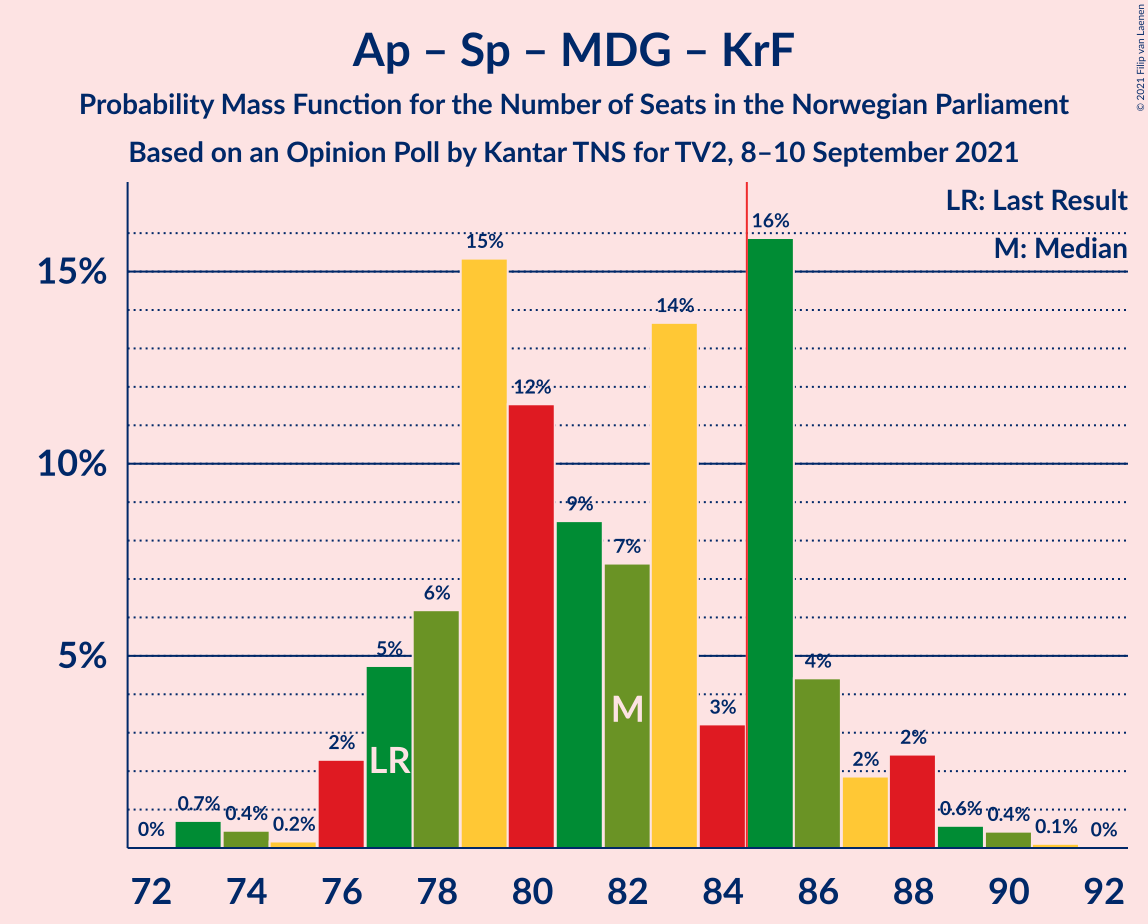 Ap – Sp – MDG – KrF
Probability Mass Function for the Number of Seats in the Norwegian Parliament
Based on an Opinion Poll by Kantar TNS for TV2, 8–10 September 2021
© 2021 Filip van Laenen
LR: Last Result
M: Median
15%
10%
5%
0%
0.7%
0.4%
0.2%
2%
5%
6%
15%
12%
9%
7%
14%
3%
16%
4%
2%
2%
0.6%
0.4%
0.1%
0%
LR
M
72 74 76 78 80 82 84 86 88 90 92